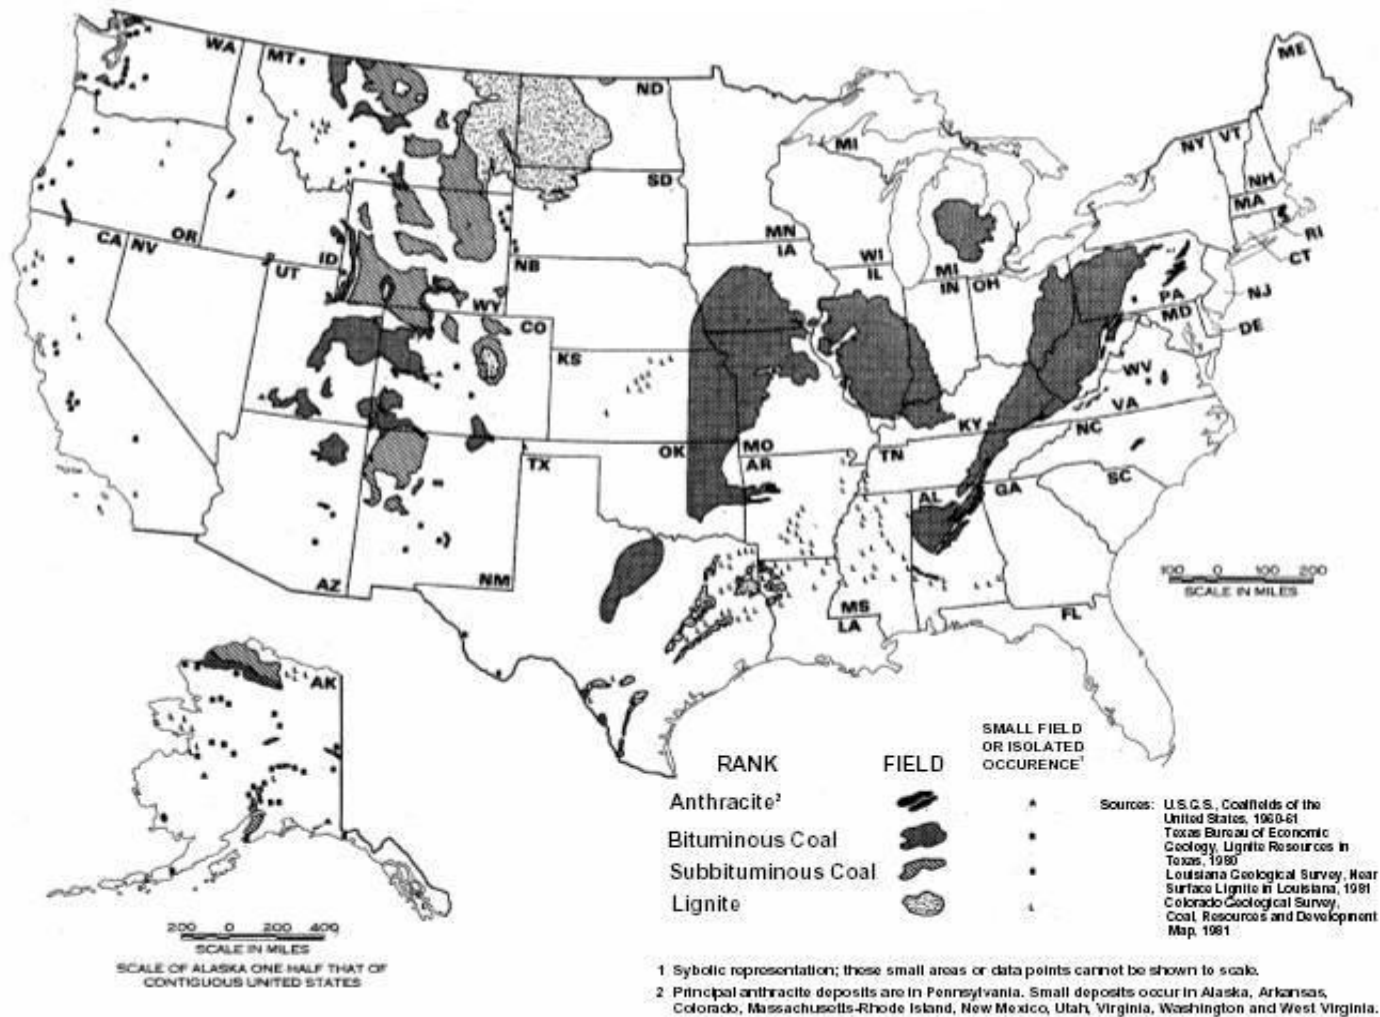 WA
MT
ND
ME
MI
NY
VT
SD
NH
MA
CA
NV
OR
ID
UT
NB
MN
IA
WI
IL
MI
IN
OH
RI
CT
WY
CO
PA
NJ
MD
DE
KS
WV
VA
KY
NC
OK
MO
AR
TN
TX
SC
AL
GA
AZ
NM
MS
LA
FL
100 0 100 200
SCALE IN MILES
AK
200 0 200 400
SCALE IN MILES
SCALE OF ALASKA ONE HALF THAT OF
CONTIGUOUS UNITED STATES
RANK FIELD SMALL FIELD
OR ISOLATED
OCCURENCE¹
Anthracite²
Bituminous Coal
Subbituminous Coal
Lignite
Sources: U.S.G.S., Coalfields of the
United States, 1960-61
Texas Bureau of Economic
Geology, Lignite Resources in
Texas, 1980
Louisiana Geological Survey, Near
Surface Lignite in Louisiana, 1981
Colorado Geological Survey,
Coal, Resources and Development
Map, 1981
1 Sybolic representation; these small areas or data points cannot be shown to scale.
2 Principal anthracite deposits are in Pennsylvania. Small deposits occur in Alaska, Arkansas,
Colorado, Massachusetts-Rhode Island, New Mexico, Utah, Virginia, Washington and West Virginia.